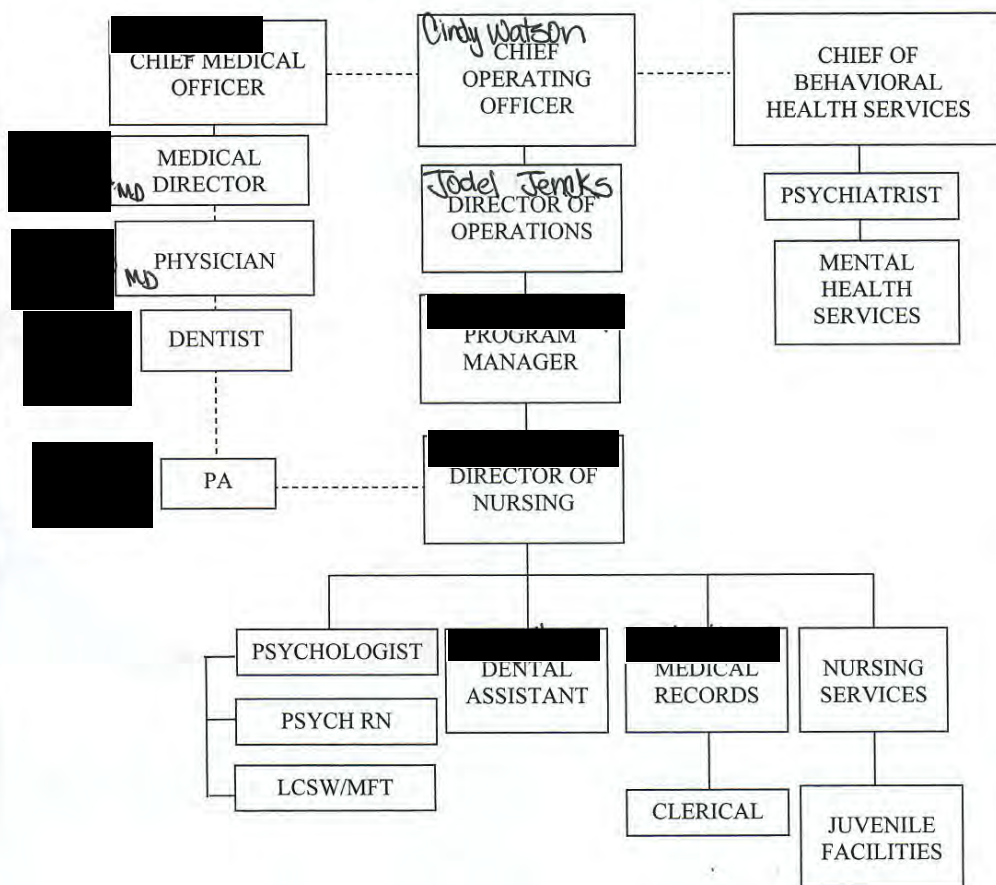 CHIEF MEDICAL
OFFICER
Cindy Watson
CHIEF
OPERATING
OFFICER
CHIEF OF
BEHAVIORAL
HEALTH SERVICES
MEDICAL
DIRECTOR
MD
Jodel Jencks
DIRECTOR OF
OPERATIONS
PSYCHIATRIST
PHYSICIAN
MD
MENTAL
HEALTH
SERVICES
DENTIST
PROGRAM
MANAGER
PA
DIRECTOR OF
NURSING
PSYCHOLOGIST
PSYCH RN
LCSW/MFT
DENTAL
ASSISTANT
MEDICAL
RECORDS
CLERICAL
NURSING
SERVICES
JUVENILE
FACILITIES